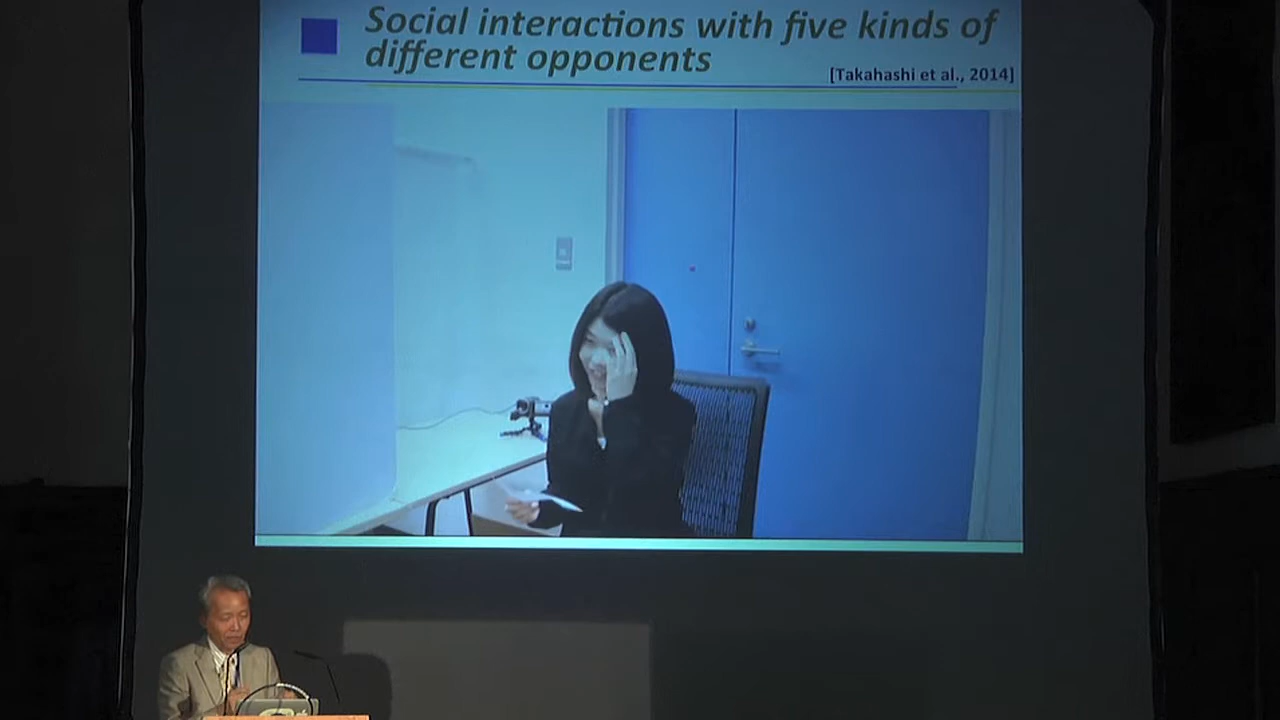 Social interactions with five kinds of
different opponents
[Takahashi et al., 2014]